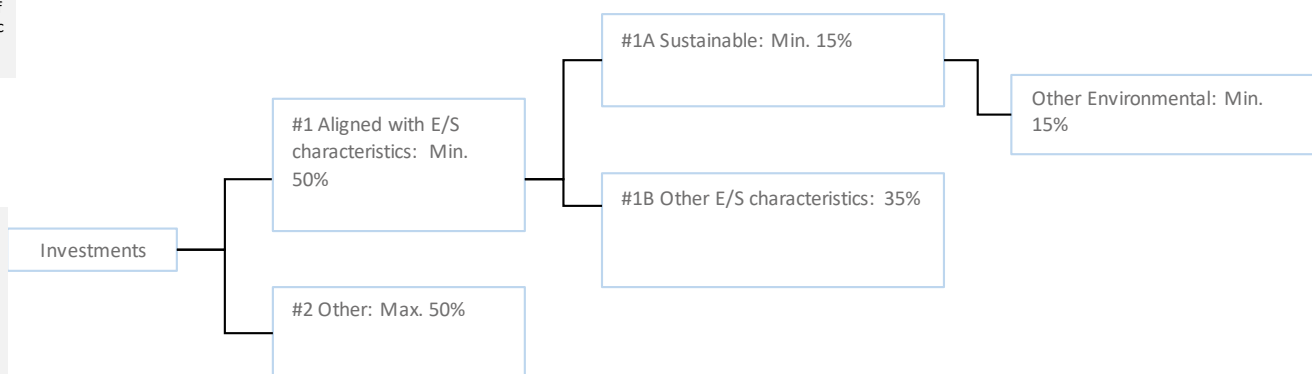 c
#1A Sustainable: Min. 15%
Other Environmental: Min.
15%
#1 Aligned with E/S
characteristics: Min.
50%
#1B Other E/S characteristics: 35%
Investments
#2 Other: Max. 50%